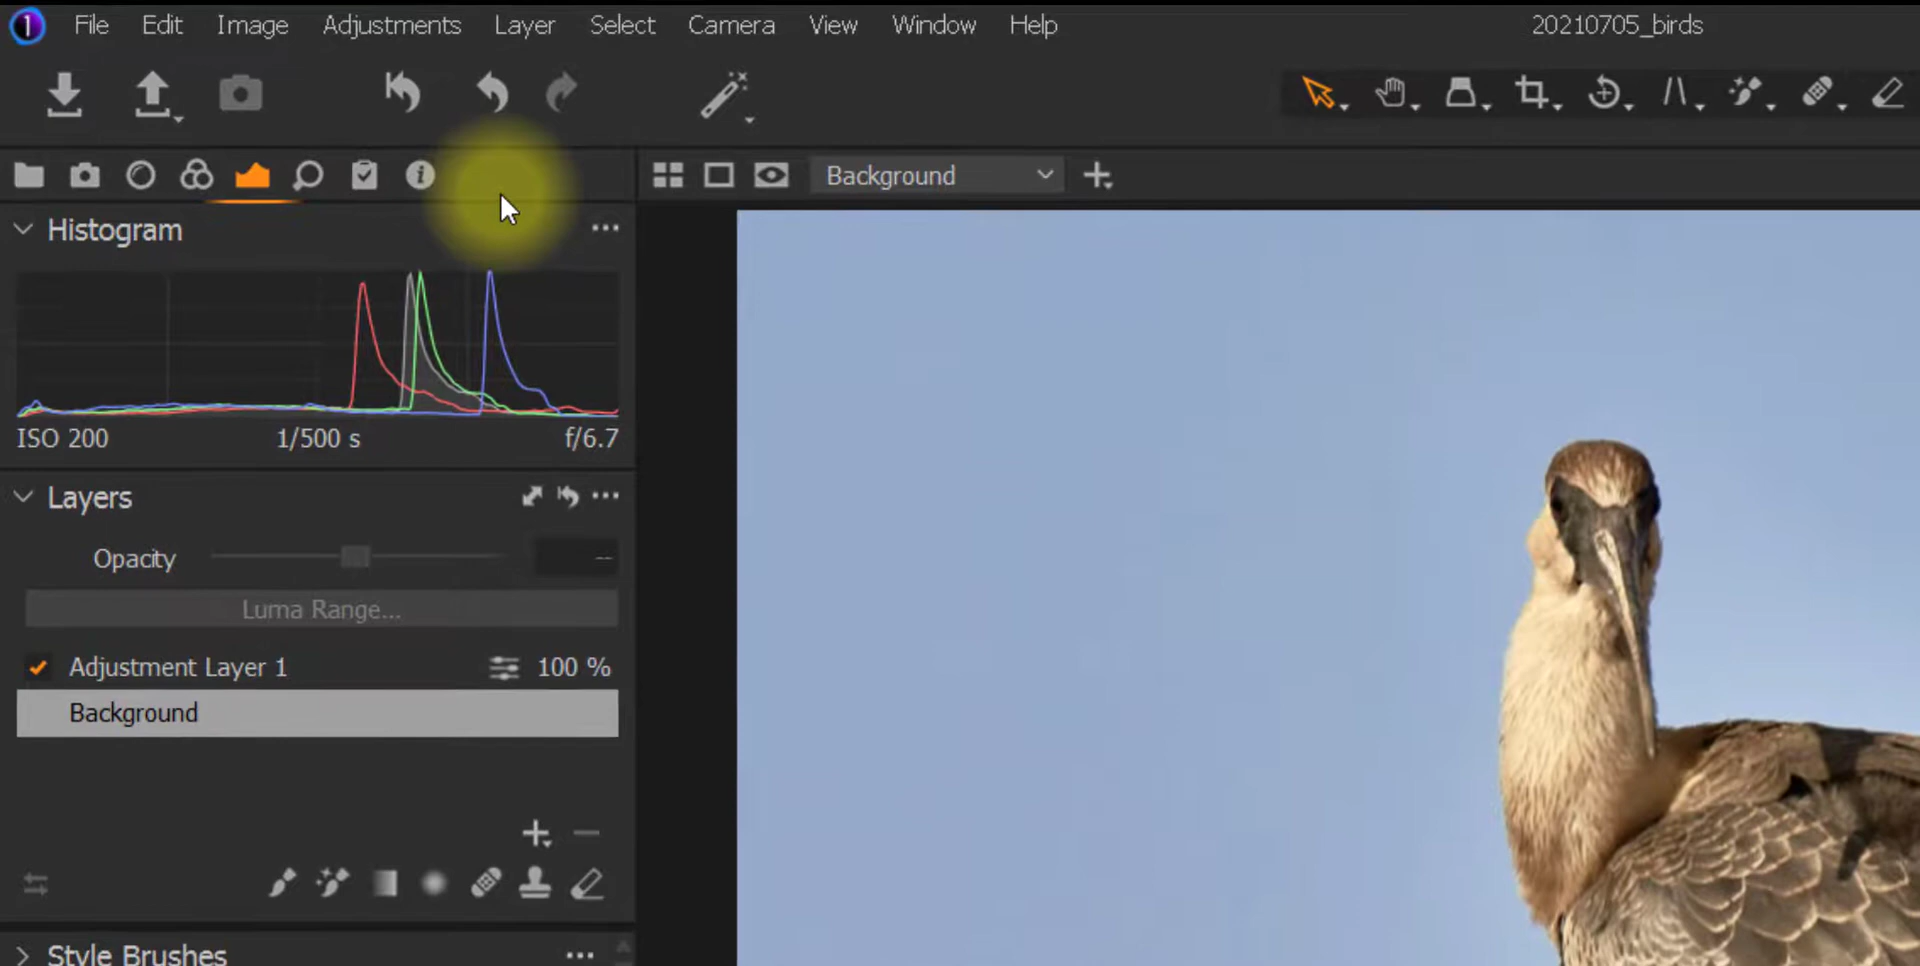 File Edit Image Adjustments Layer Select Camera View Window Help 20210705_birds
Background
Histogram
ISO 200 1/500 s f/6.7
Layers
Opacity --
Luma Range...
Adjustment Layer 1 100 %
Background
Style Brushes